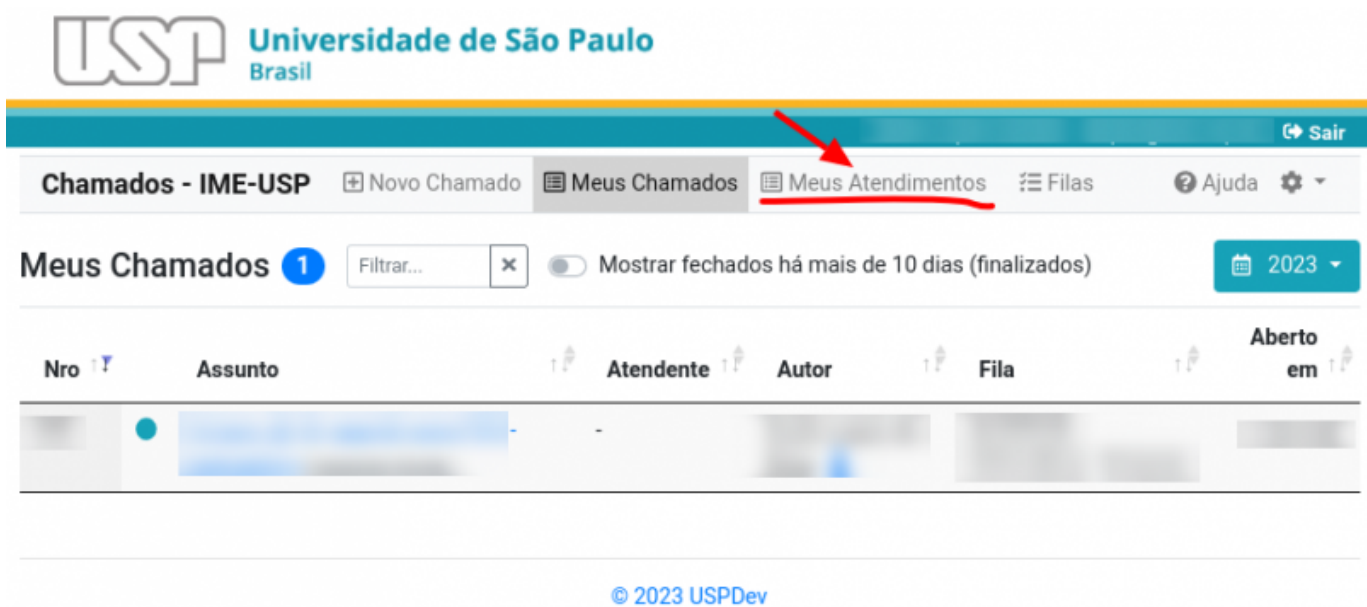 USP Universidade de São Paulo
Brasil
Sair
Chamados - IME-USP Novo Chamado Meus Chamados Meus Atendimentos Filas Ajuda
Meus Chamados 1 Filtrar... × Mostrar fechados há mais de 10 dias (finalizados) 2023
Nro Assunto Atendente Autor Fila Aberto em
- -
© 2023 USPDev